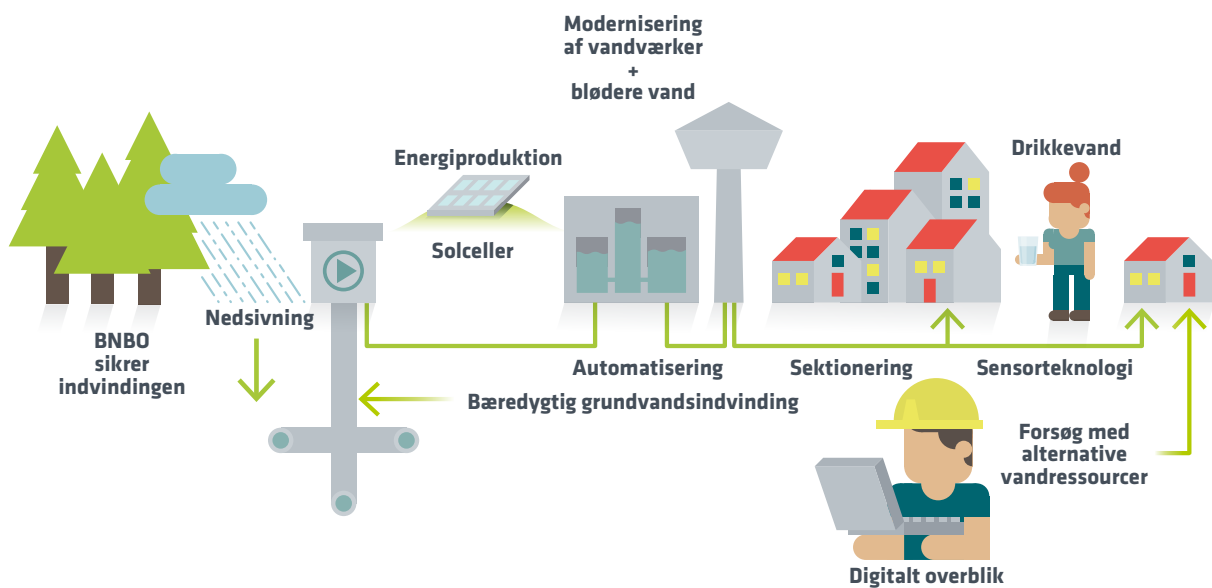 Modernisering
af vandværker
+
blødere vand
Energiproduktion
Drikkevand
Solceller
Nedsivning
BNBO
sikrer
indvindingen
Automatisering
Sektionering
Sensorteknologi
Bæredygtig grundvandsindvinding
Forsøg med
alternative
vandressourcer
Digitalt overblik